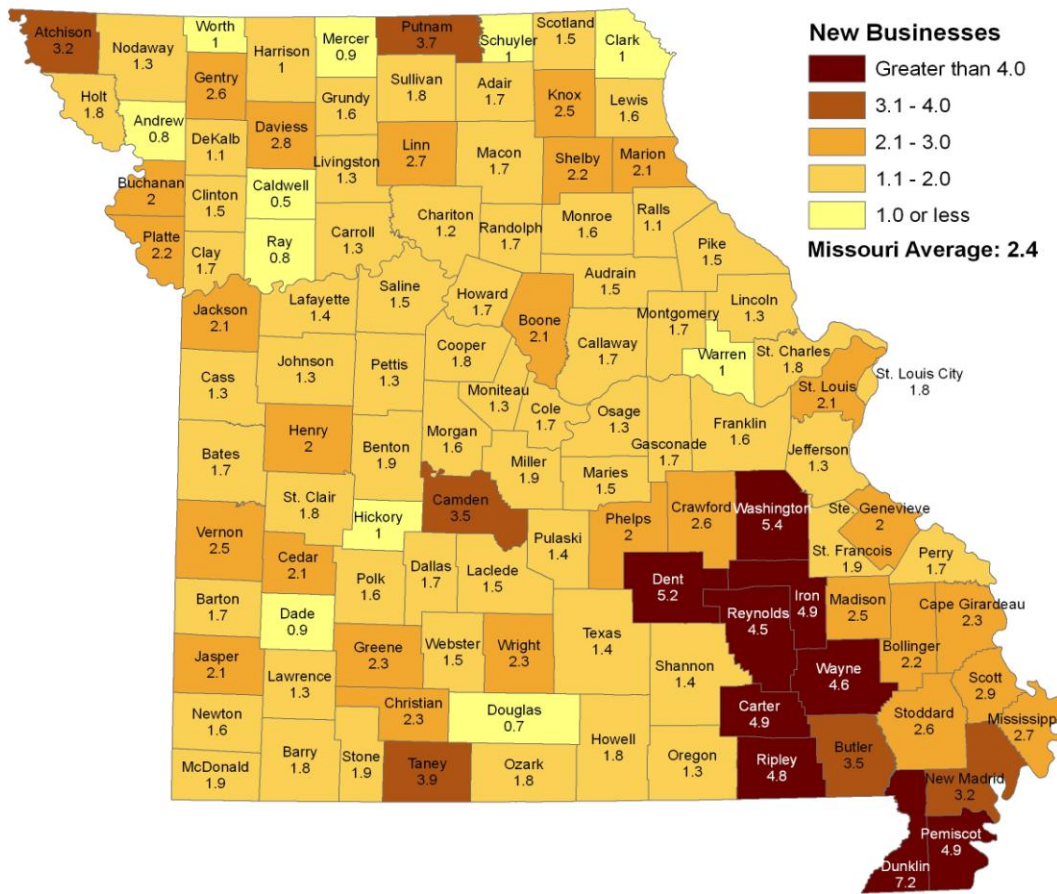 New Businesses
Greater than 4.0
3.1 - 4.0
2.1 - 3.0
1.1 - 2.0
1.0 or less
Missouri Average: 2.4
Atchison
3.2
Nodaway
1.3
Worth
1
Harrison
1
Mercer
0.9
Putnam
3.7
Schuyler
1
Scotland
1.5
Clark
1
Holt
1.8
Andrew
0.8
Gentry
2.6
DeKalb
1.1
Daviess
2.8
Grundy
1.6
Sullivan
1.8
Adair
1.7
Knox
2.5
Lewis
1.6
Buchanan
2
Clinton
1.5
Caldwell
0.5
Livingston
1.3
Linn
2.7
Macon
1.7
Shelby
2.2
Marion
2.1
Platte
2.2
Clay
1.7
Ray
0.8
Carroll
1.3
Chariton
1.2
Randolph
1.7
Monroe
1.6
Ralls
1.1
Pike
1.5
Jackson
2.1
Lafayette
1.4
Saline
1.5
Howard
1.7
Boone
2.1
Audrain
1.5
Callaway
1.7
Montgomery
1.7
Lincoln
1.3
Warren
1
St. Charles
1.8
St. Louis
2.1
St. Louis City
1.8
Cass
1.3
Johnson
1.3
Pettis
1.3
Cooper
1.8
Moniteau
1.3
Cole
1.7
Osage
1.3
Gasconade
1.7
Franklin
1.6
Jefferson
1.3
Bates
1.7
Henry
2
Benton
1.9
Morgan
1.6
Miller
1.9
Maries
1.5
St. Clair
1.8
Hickory
1
Camden
3.5
Pulaski
1.4
Phelps
2
Crawford
2.6
Washington
5.4
Ste. Genevieve
2
St. Francois
1.9
Perry
1.7
Vernon
2.5
Cedar
2.1
Polk
1.6
Dallas
1.7
Laclede
1.5
Dent
5.2
Iron
4.9
Reynolds
4.5
Madison
2.5
Cape Girardeau
2.3
Bollinger
2.2
Barton
1.7
Dade
0.9
Greene
2.3
Webster
1.5
Wright
2.3
Texas
1.4
Shannon
1.4
Wayne
4.6
Scott
2.9
Jasper
2.1
Lawrence
1.3
Christian
2.3
Douglas
0.7
Howell
1.8
Carter
4.9
Stoddard
2.6
Mississippi
2.7
Newton
1.6
McDonald
1.9
Barry
1.8
Stone
1.9
Taney
3.9
Ozark
1.8
Oregon
1.3
Ripley
4.8
Butler
3.5
New Madrid
3.2
Pemiscot
4.9
Dunklin
7.2